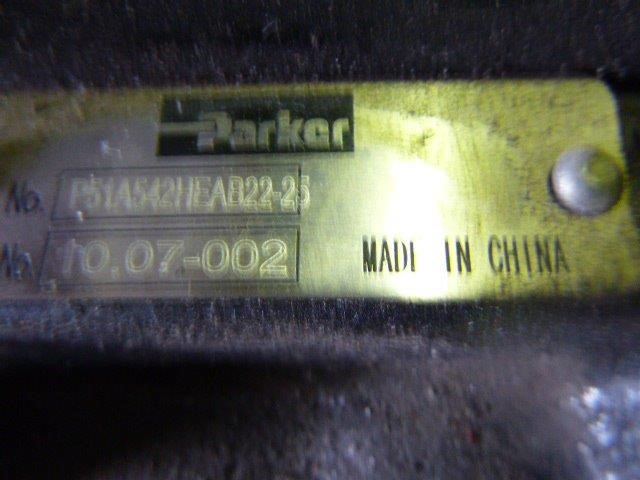 Parker
No. P51A542HEAB22-25
No. 10.07-002
MADE IN CHINA